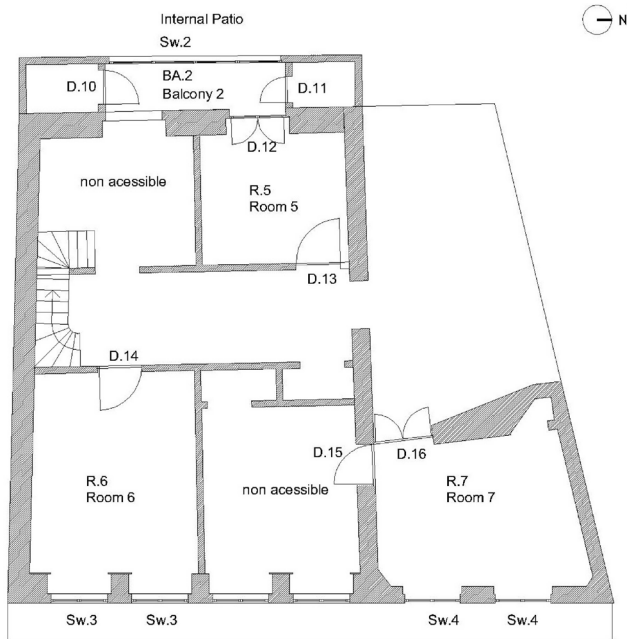 Internal Patio
N
Sw.2
D.10
BA.2
Balcony 2
D.11
D.12
non acessible
R.5
Room 5
D.13
D.14
D.15
D.16
R.6
Room 6
non acessible
R.7
Room 7
Sw.3
Sw.3
Sw.4
Sw.4